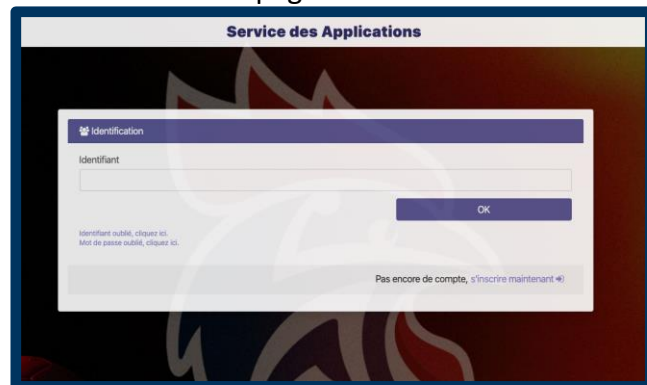 Service des Applications
Identification
Identifiant
OK
Identifiant oublié, cliquez ici.
Mot de passe oublié, cliquez ici.
Pas encore de compte, s'inscrire maintenant